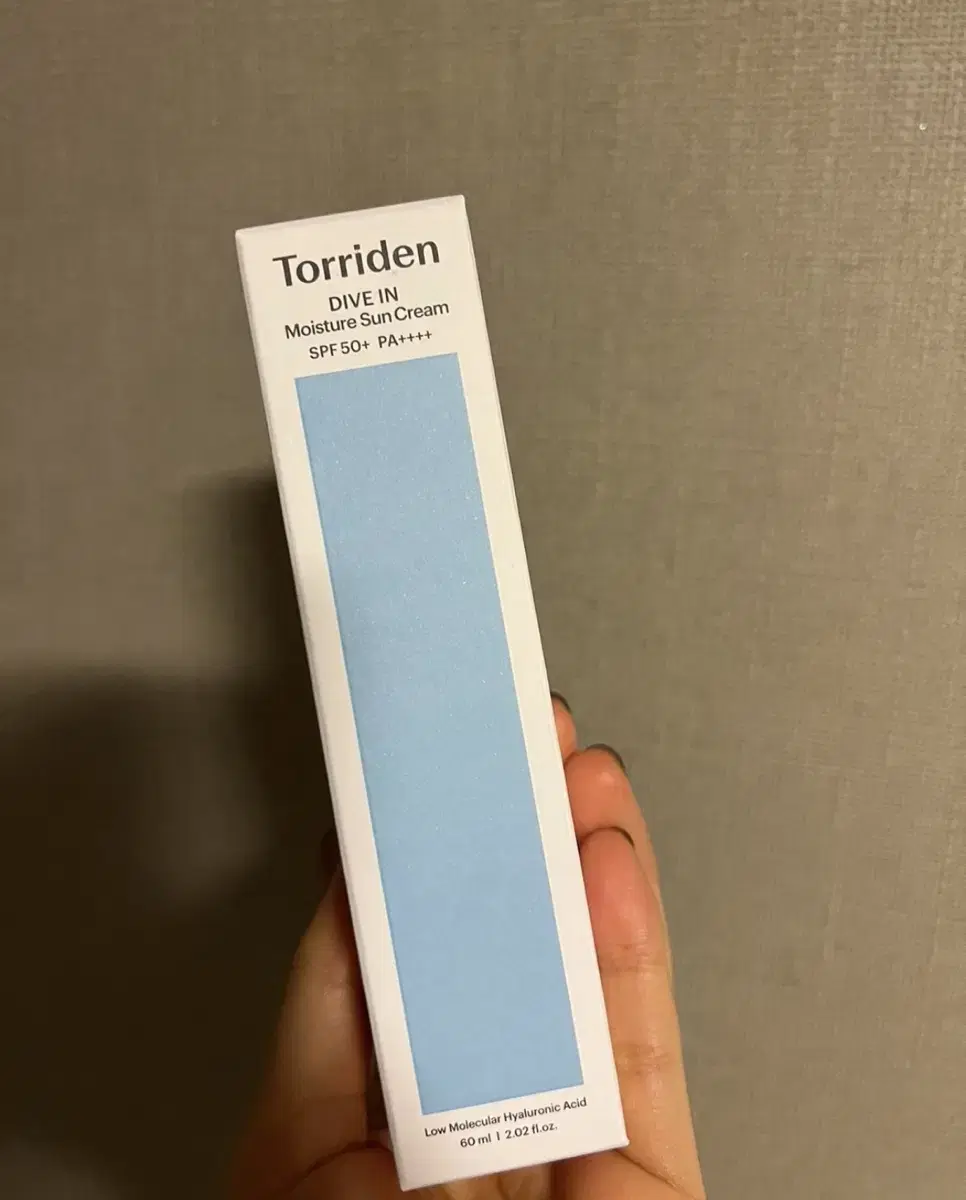 Torriden
DIVE IN
Moisture Sun Cream
SPF 50+ PA++++
Low Molecular Hyaluronic Acid
60 ml | 2.02 fl.oz.